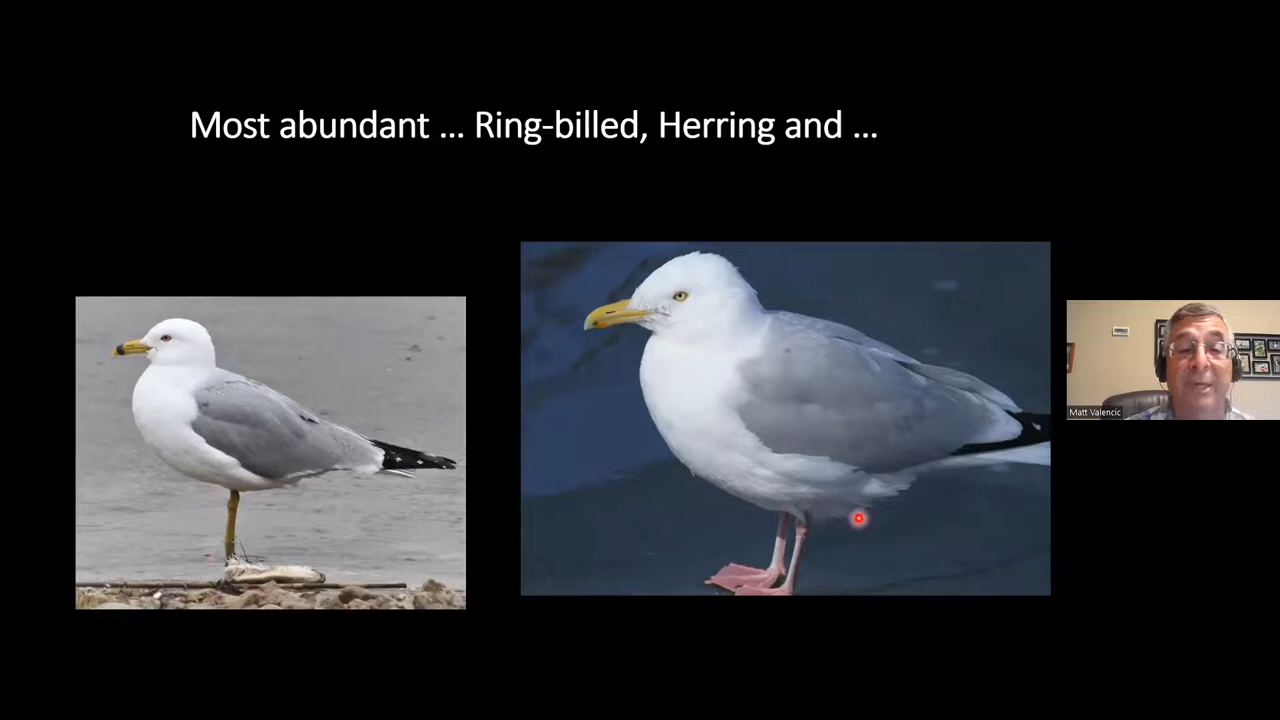 Most abundant ... Ring-billed, Herring and ...
Matt Valencic